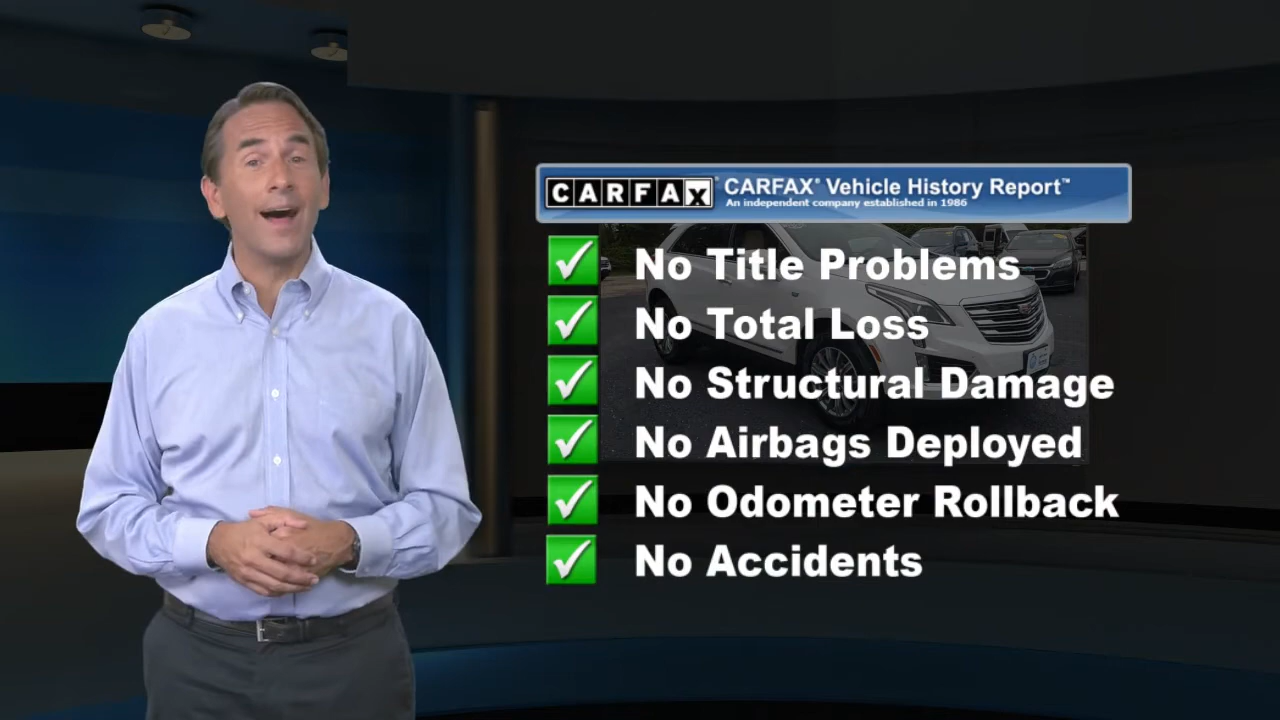 CARFAX® CARFAX® Vehicle History Report™
An independent company established in 1986
No Title Problems
No Total Loss
No Structural Damage
No Airbags Deployed
No Odometer Rollback
No Accidents